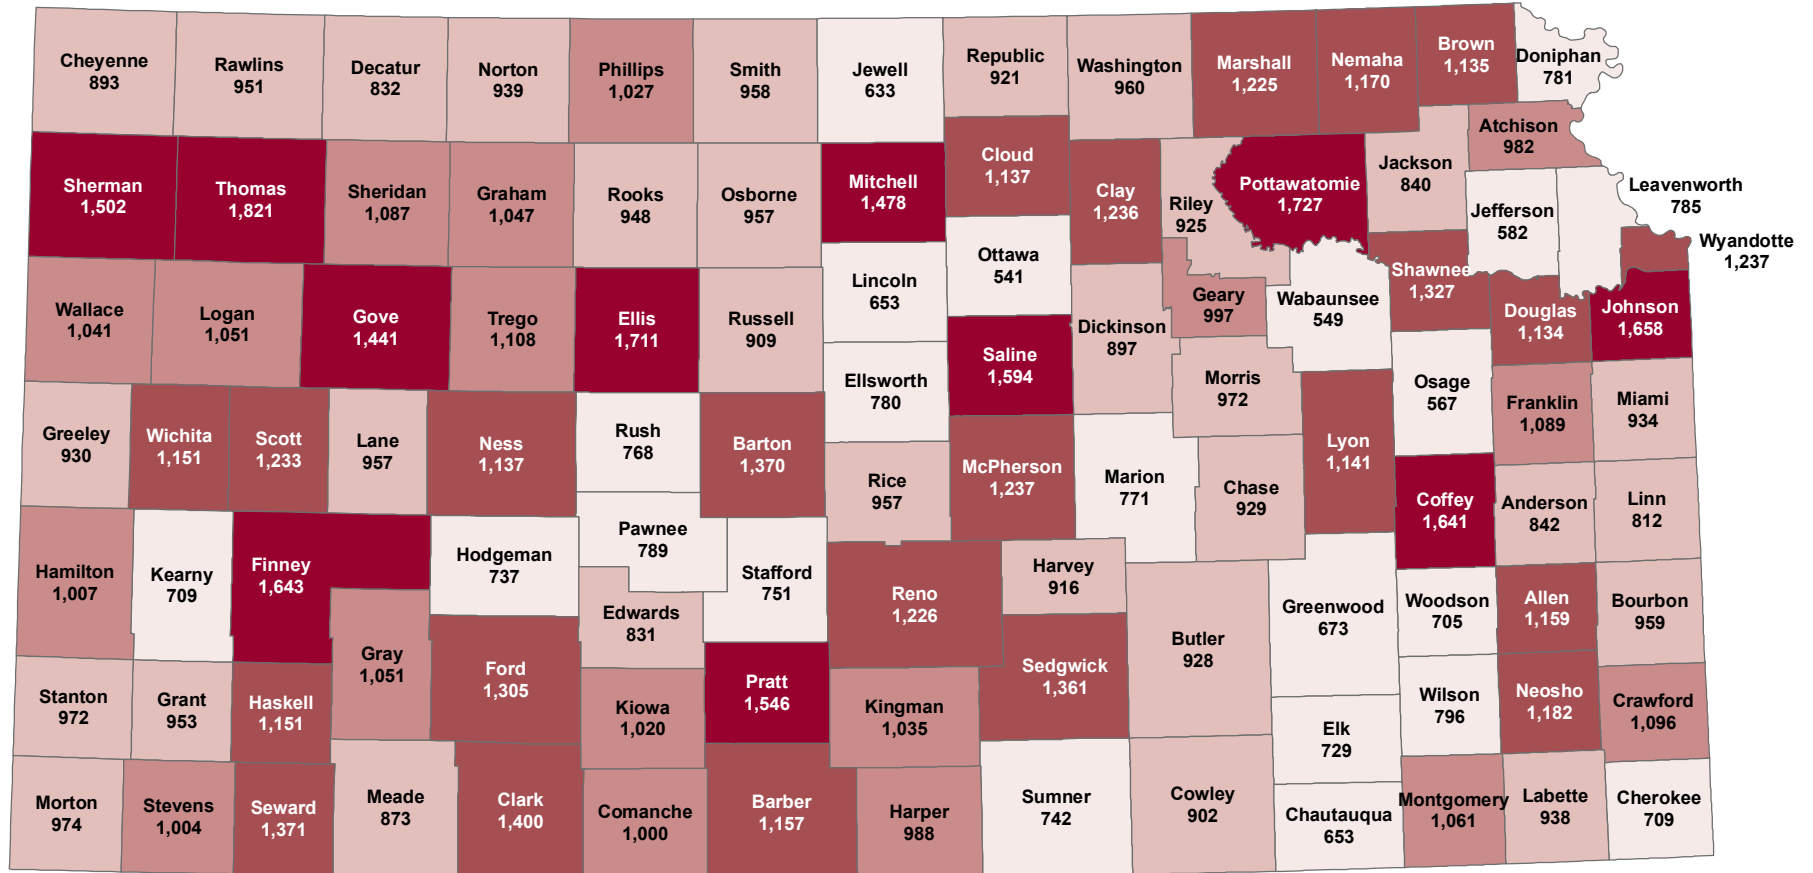 Cheyenne
893
Rawlins
951
Decatur
832
Norton
939
Phillips
1,027
Smith
958
Jewell
633
Republic
921
Washington
960
Marshall
1,225
Nemaha
1,170
Brown
1,135
Doniphan
781
Sherman
1,502
Thomas
1,821
Sheridan
1,087
Graham
1,047
Rooks
948
Osborne
957
Mitchell
1,478
Cloud
1,137
Clay
1,236
Riley
925
Pottawatomie
1,727
Jackson
840
Atchison
982
Jefferson
582
Leavenworth
785
Wyandotte
1,237
Wallace
1,041
Logan
1,051
Gove
1,441
Trego
1,108
Ellis
1,711
Russell
909
Lincoln
653
Ottawa
541
Saline
1,594
Dickinson
897
Geary
997
Wabaunsee
549
Shawnee
1,327
Douglas
1,134
Johnson
1,658
Greeley
930
Wichita
1,151
Scott
1,233
Lane
957
Ness
1,137
Rush
768
Barton
1,370
Ellsworth
780
Rice
957
McPherson
1,237
Marion
771
Morris
972
Chase
929
Lyon
1,141
Osage
567
Franklin
1,089
Miami
934
Coffey
1,641
Anderson
842
Linn
812
Hamilton
1,007
Kearny
709
Finney
1,643
Hodgeman
737
Pawnee
789
Edwards
831
Stafford
751
Reno
1,226
Harvey
916
Butler
928
Greenwood
673
Woodson
705
Allen
1,159
Bourbon
959
Stanton
972
Grant
953
Haskell
1,151
Gray
1,051
Ford
1,305
Kiowa
1,020
Pratt
1,546
Kingman
1,035
Sedgwick
1,361
Elk
729
Wilson
796
Neosho
1,182
Crawford
1,096
Morton
974
Stevens
1,004
Seward
1,371
Meade
873
Clark
1,400
Comanche
1,000
Barber
1,157
Harper
988
Sumner
742
Cowley
902
Chautauqua
653
Montgomery
1,061
Labette
938
Cherokee
709